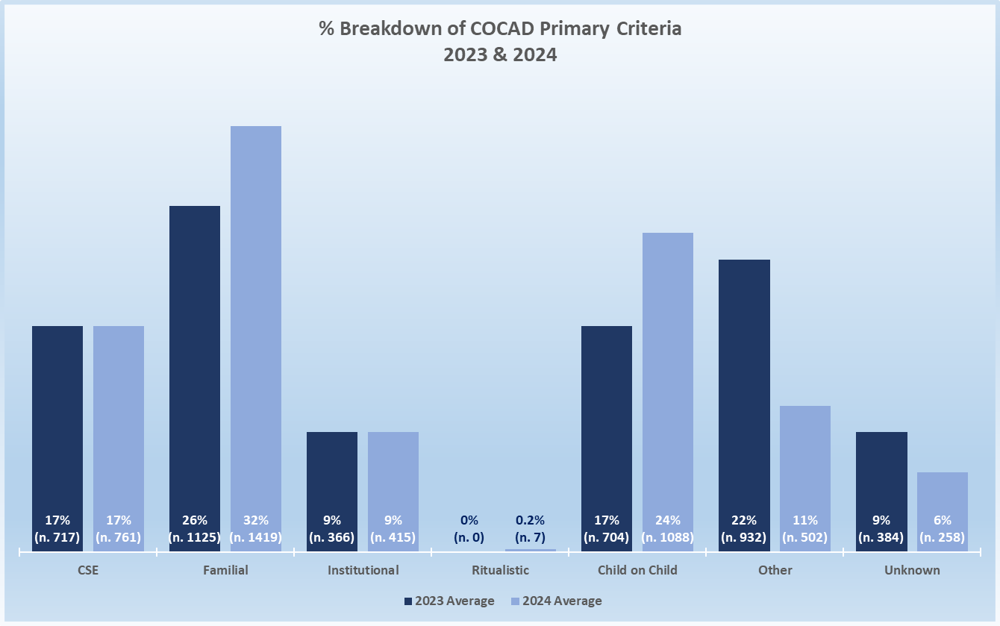 % Breakdown of COCAD Primary Criteria
2023 & 2024
17%
(n. 717)
17%
(n. 761)
26%
(n. 1125)
32%
(n. 1419)
9%
(n. 366)
9%
(n. 415)
0%
(n. 0)
0.2%
(n. 7)
17%
(n. 704)
24%
(n. 1088)
22%
(n. 932)
11%
(n. 502)
9%
(n. 384)
6%
(n. 258)
CSE
Familial
Institutional
Ritualistic
Child on Child
Other
Unknown
2023 Average
2024 Average